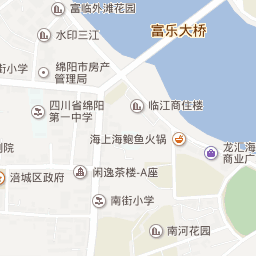 富临外滩花园
富乐大桥
水印三江
绵阳市房产
管理局
街小学
四川省绵阳
第一中学
临江商住楼
海上海鲍鱼火锅
龙汇海
商业广
院
涪城区政府
闲逸茶楼-A座
南街小学
南河花园